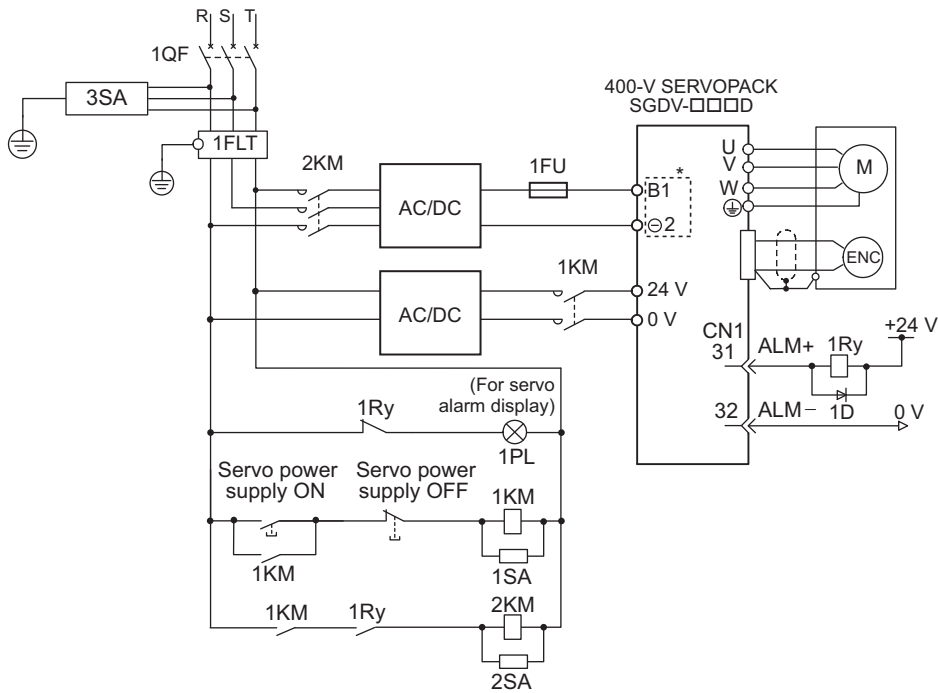 R S T
1QF
3SA
1FLT
2KM
AC/DC
1FU
400-V SERVOPACK
SGDV-□□□D
B1
*
⊖2
U
V
W
M
ENC
AC/DC
1KM
24 V
0 V
CN1
31
ALM+
1Ry
+24 V
1D
32
ALM−
0 V
(For servo
alarm display)
1Ry
1PL
Servo power
supply ON
Servo power
supply OFF
1KM
1KM
1SA
1KM
1Ry
2KM
2SA